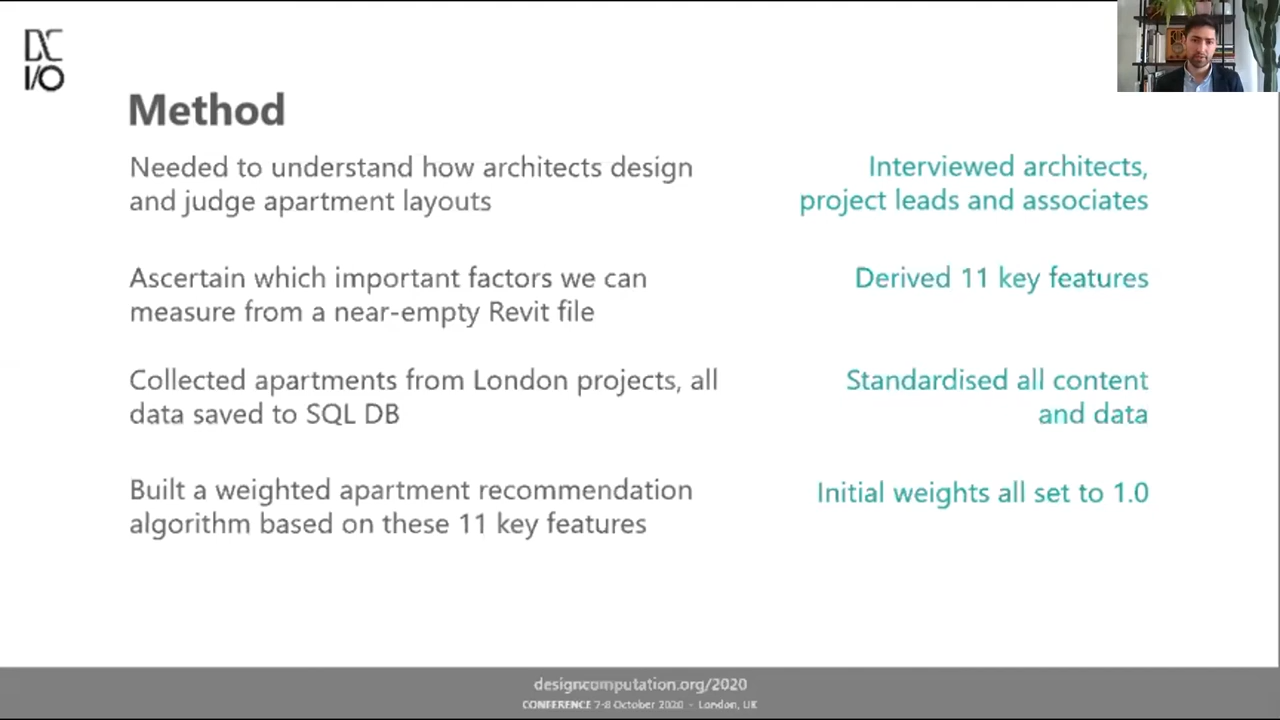 DC
I/O
Method
Needed to understand how architects design
and judge apartment layouts
Interviewed architects,
project leads and associates
Ascertain which important factors we can
measure from a near-empty Revit file
Derived 11 key features
Collected apartments from London projects, all
data saved to SQL DB
Standardised all content
and data
Built a weighted apartment recommendation
algorithm based on these 11 key features
Initial weights all set to 1.0
designcomputation.org/2020
CONFERENCE 7-8 October 2020 - London, UK